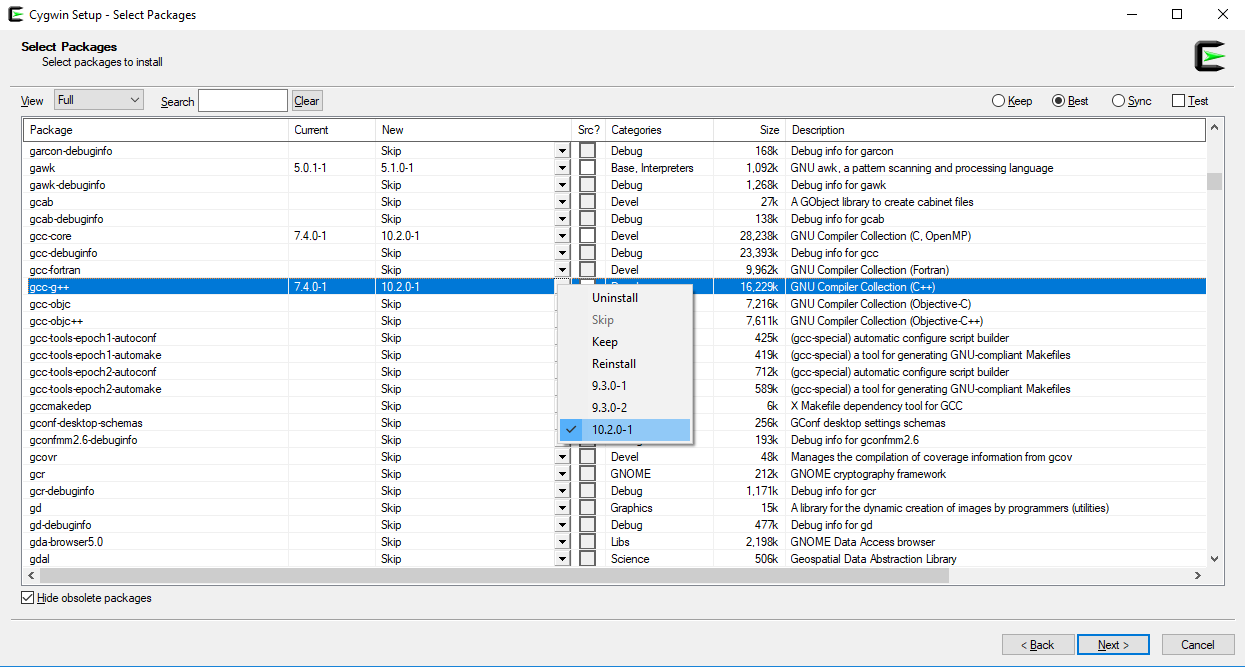 Cygwin Setup - Select Packages
Select Packages
Select packages to install
View Full Search Clear Keep Best Sync Test
Package Current New Src? Categories Size Description
garcon-debuginfo Skip Debug 168k Debug info for garcon
gawk 5.0.1-1 5.1.0-1 Base, Interpreters 1,092k GNU awk, a pattern scanning and processing language
gawk-debuginfo Skip Debug 1,268k Debug info for gawk
gcab Skip Devel 27k A GObject library to create cabinet files
gcab-debuginfo Skip Debug 138k Debug info for gcab
gcc-core 7.4.0-1 10.2.0-1 Devel 28,238k GNU Compiler Collection (C, OpenMP)
gcc-debuginfo Skip Debug 23,393k Debug info for gcc
gcc-fortran Skip Devel 9,962k GNU Compiler Collection (Fortran)
gcc-g++ 7.4.0-1 10.2.0-1 16,229k GNU Compiler Collection (C++)
Uninstall
gcc-objc Skip 7,216k GNU Compiler Collection (Objective-C)
Skip
gcc-objc++ Skip 7,611k GNU Compiler Collection (Objective-C++)
gcc-tools-epoch1-autoconf Skip 425k (gcc-special) automatic configure script builder
Keep
gcc-tools-epoch1-automake Skip 419k (gcc-special) a tool for generating GNU-compliant Makefiles
Reinstall
gcc-tools-epoch2-autoconf Skip 712k (gcc-special) automatic configure script builder
9.3.0-1
gcc-tools-epoch2-automake Skip 589k (gcc-special) a tool for generating GNU-compliant Makefiles
gccmakedep Skip 6k X Makefile dependency tool for GCC
9.3.0-2
gconf-desktop-schemas Skip 256k GConf desktop settings schemas
10.2.0-1
gconfmm2.6-debuginfo Skip 193k Debug info for gconfmm2.6
gcovr Skip Devel 48k Manages the compilation of coverage information from gcov
gcr Skip GNOME 212k GNOME cryptography framework
gcr-debuginfo Skip Debug 1,171k Debug info for gcr
gd Skip Graphics 15k A library for the dynamic creation of images by programmers (utilities)
gd-debuginfo Skip Debug 477k Debug info for gd
gda-browser5.0 Skip Libs 2,198k GNOME Data Access browser
gdal Skip Science 506k Geospatial Data Abstraction Library
Hide obsolete packages
< Back Next > Cancel